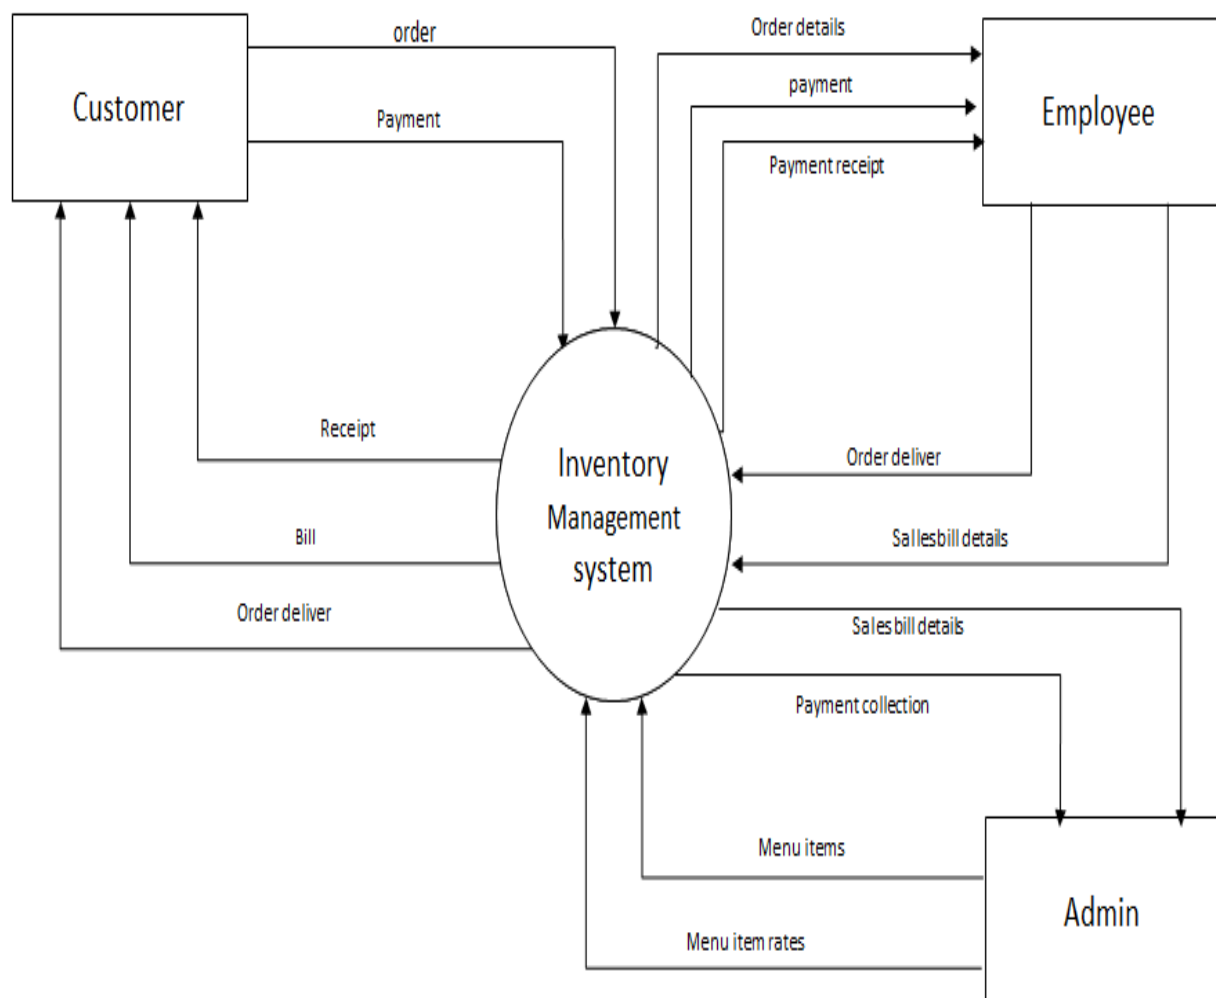 order
Order details
Customer
payment
Employee
Payment
Payment receipt
Receipt
Order deliver
Inventory
Management
system
Bill
Sallesbill details
Order deliver
Sales bill details
Payment collection
Menu items
Admin
Menu item rates